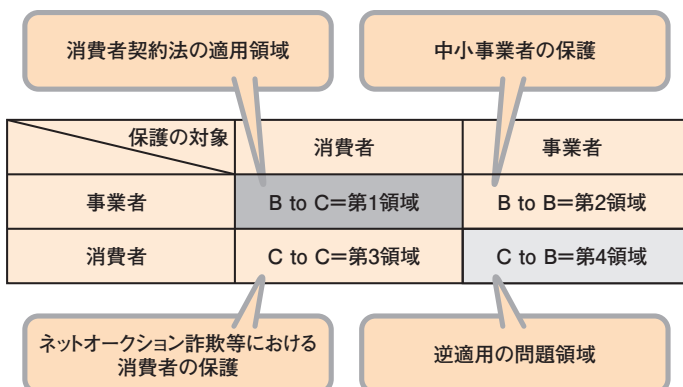 消費者契約法の適用領域
中小事業者の保護
保護の対象
消費者
事業者
事業者
B to C=第1領域
B to B=第2領域
消費者
C to C=第3領域
C to B=第4領域
ネットオークション詐欺等における
消費者の保護
逆適用の問題領域